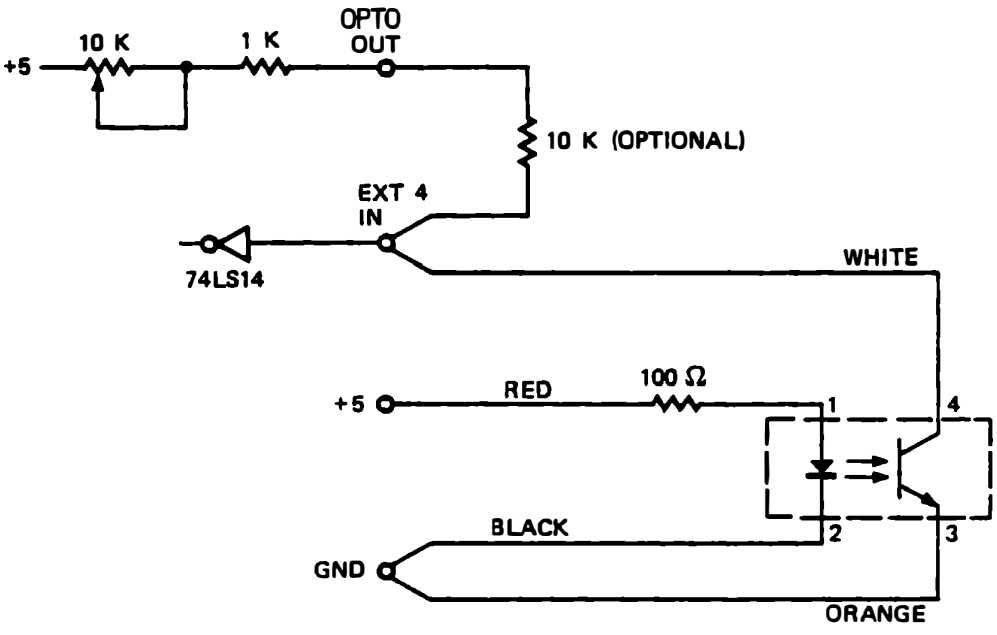 OPTO
OUT
10 K
1 K
+5
10 K (OPTIONAL)
EXT 4
IN
74LS14
WHITE
+5
RED
100 Ω
1
4
2
3
BLACK
GND
ORANGE